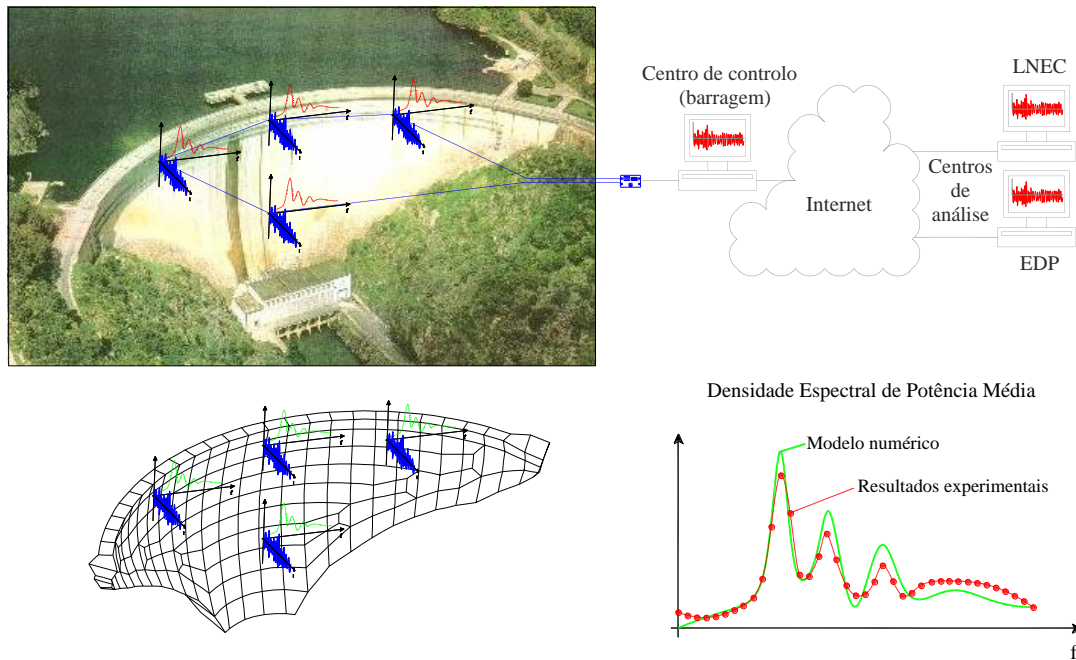 Centro de controlo
(barragem)
LNEC
Internet
Centros
de
análise
EDP
Densidade Espectral de Potência Média
Modelo numérico
Resultados experimentais
f